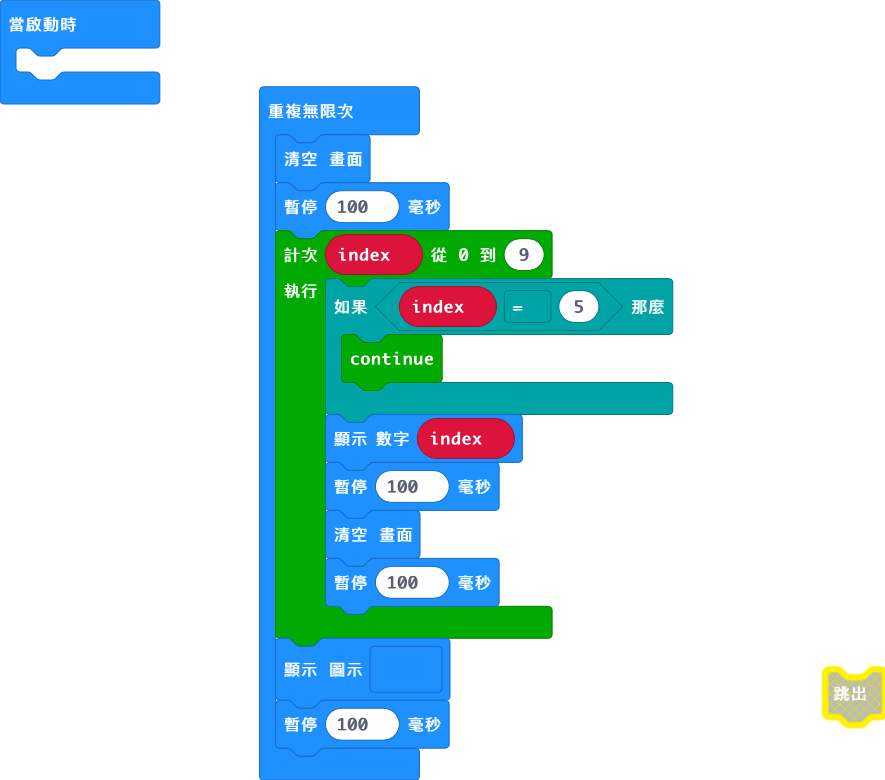 當啟動時
重複無限次
清空 畫面
暫停 100 毫秒
計次 index 從 0 到 9
執行
如果 index = 5 那麼
continue
顯示 數字 index
暫停 100 毫秒
清空 畫面
暫停 100 毫秒
顯示 圖示
暫停 100 毫秒
跳出